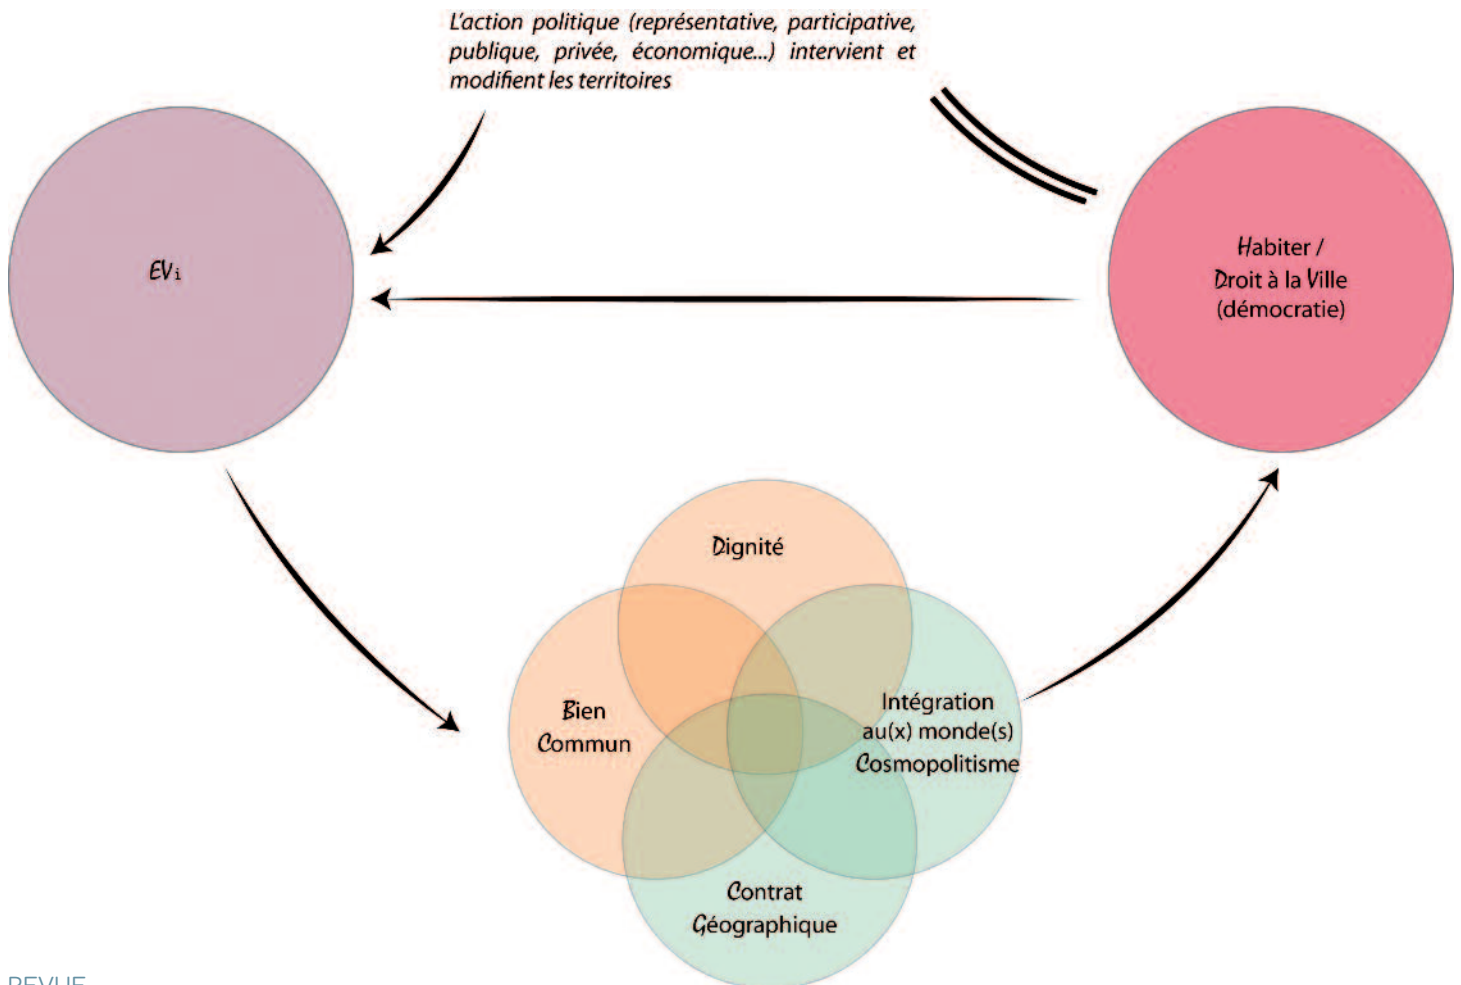 L'action politique (représentative, participative,
publique, privée, économique...) intervient et
modifient les territoires
EVi
Habiter /
Droit à la Ville
(démocratie)
Dignité
Bien
Commun
Intégration
au(x) monde(s)
Cosmopolitisme
Contrat
Géographique
REVUE